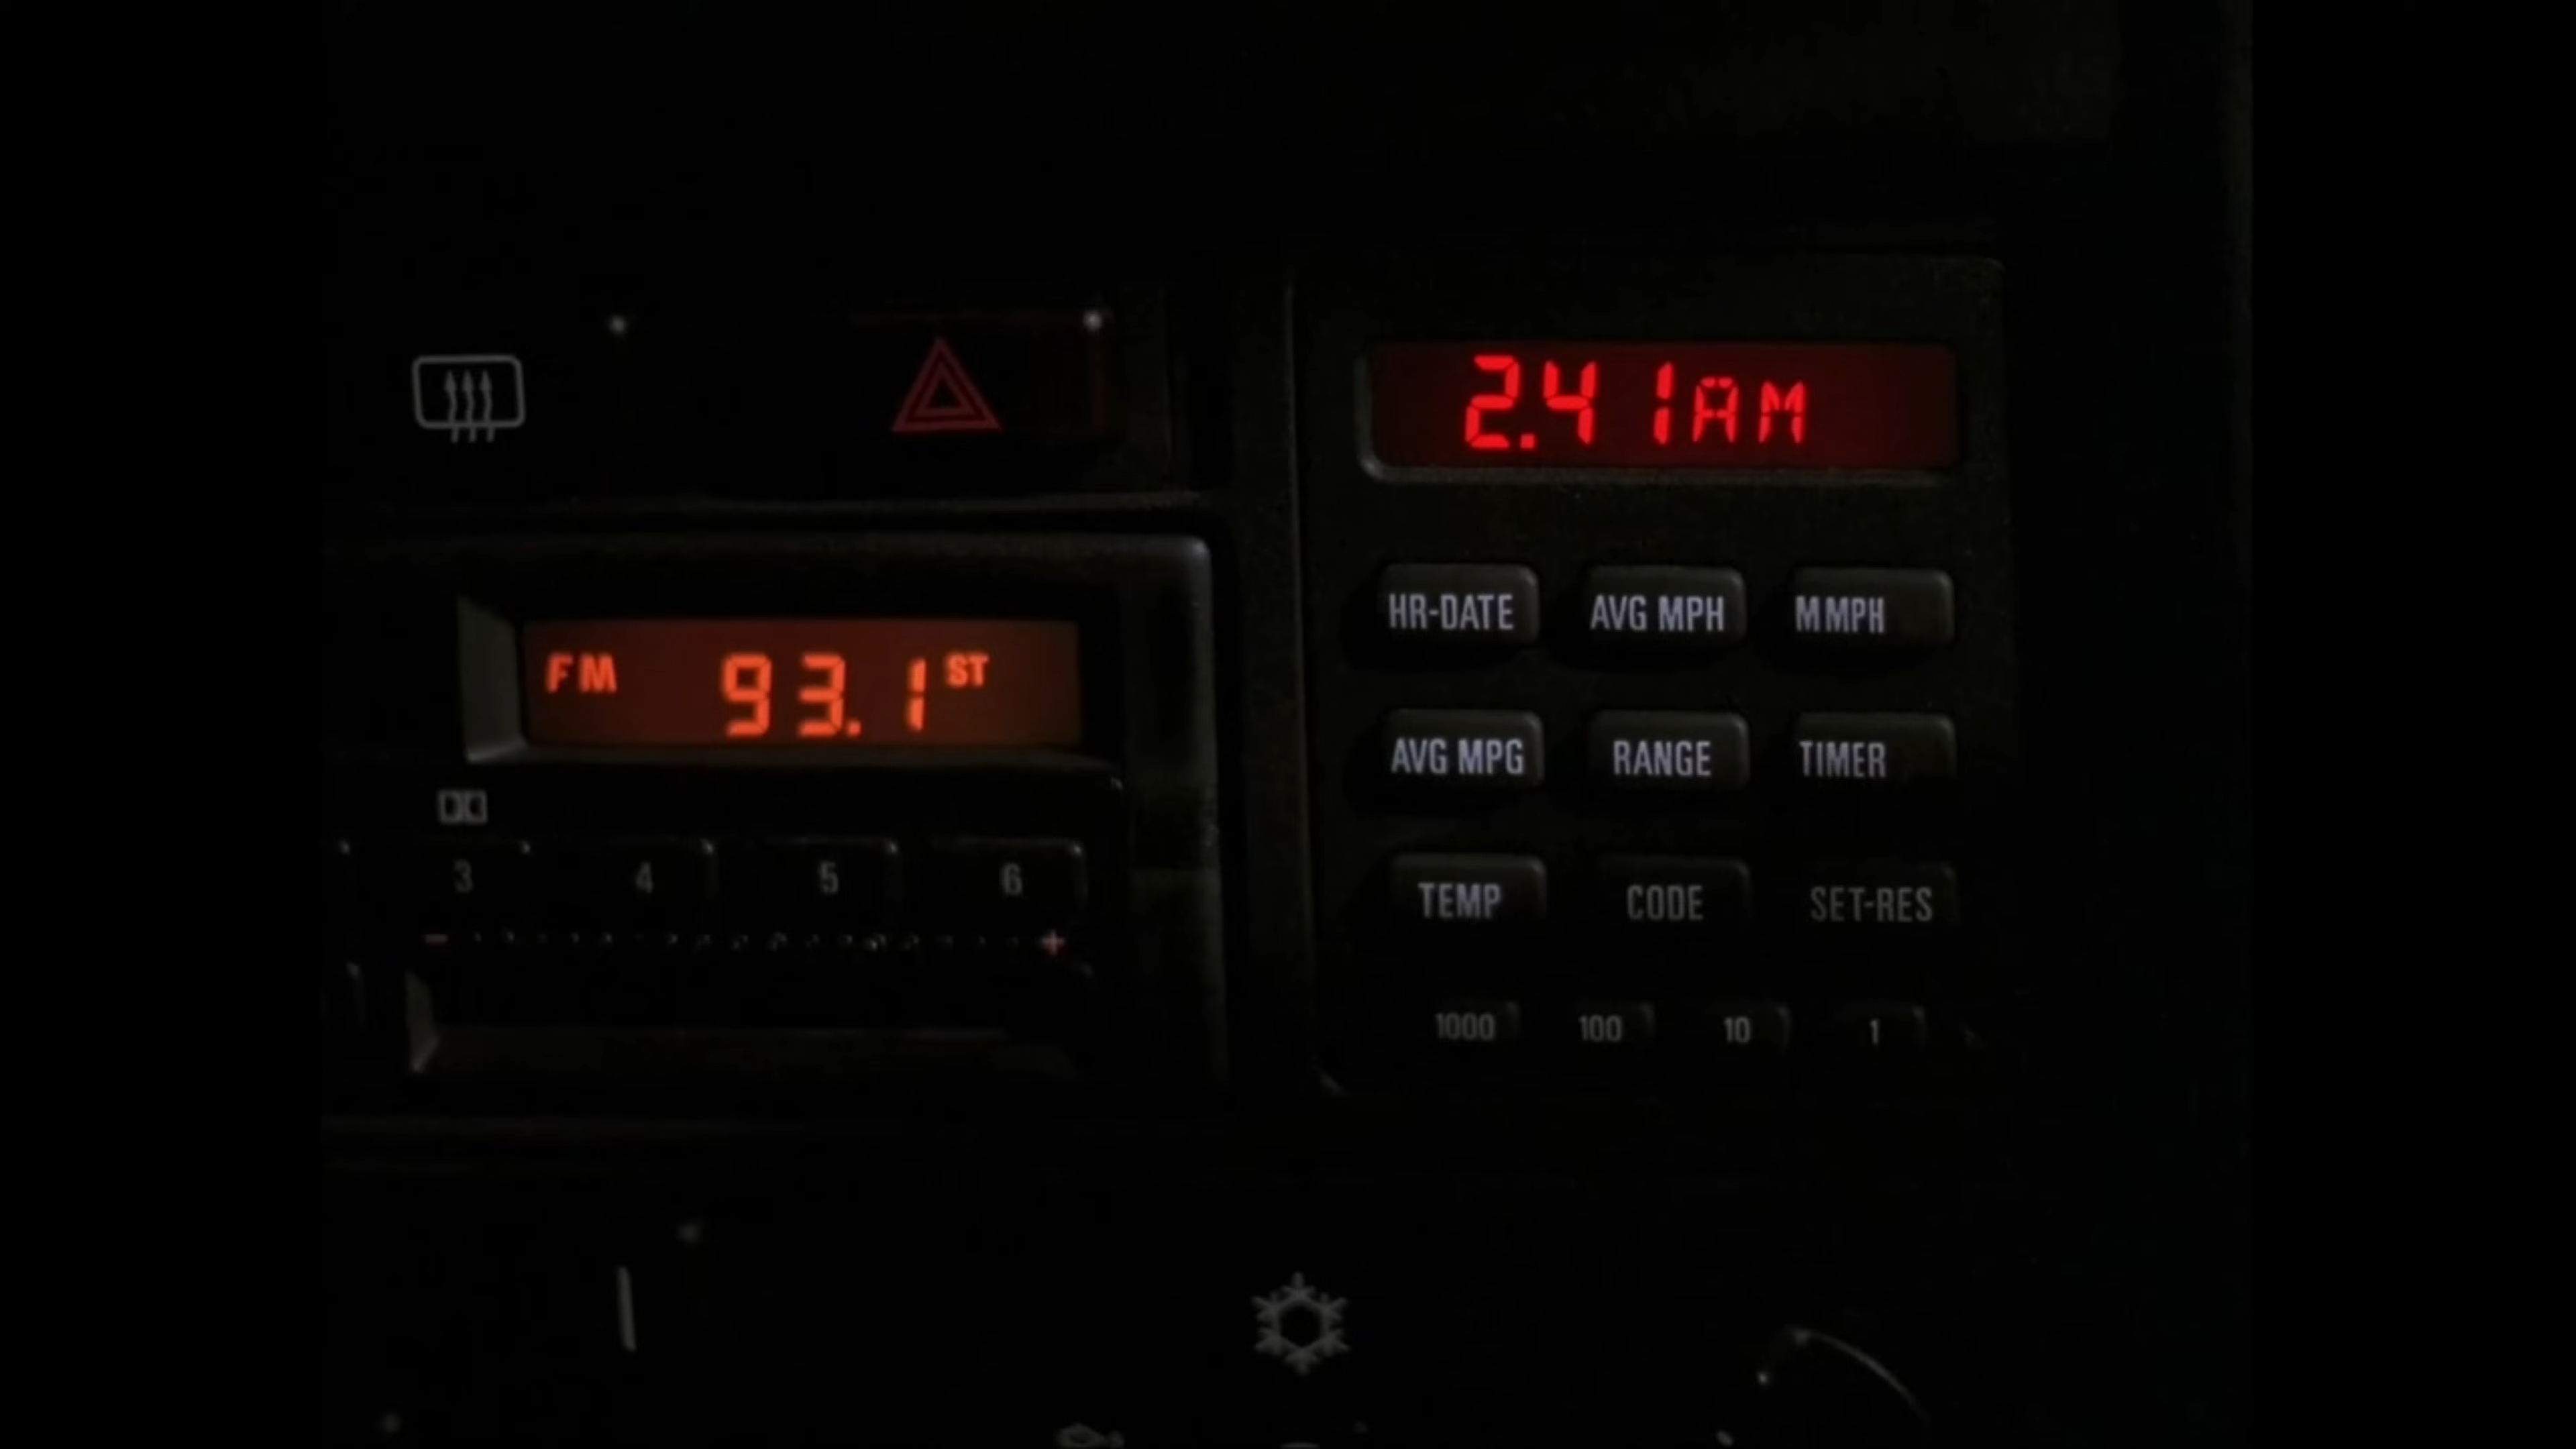 2.41AM
HR-DATE AVG MPH MMPH
FM 93.1 ST
AVG MPG RANGE TIMER
3 4 5 6
TEMP CODE SET-RES
- +
1000 100 10 1